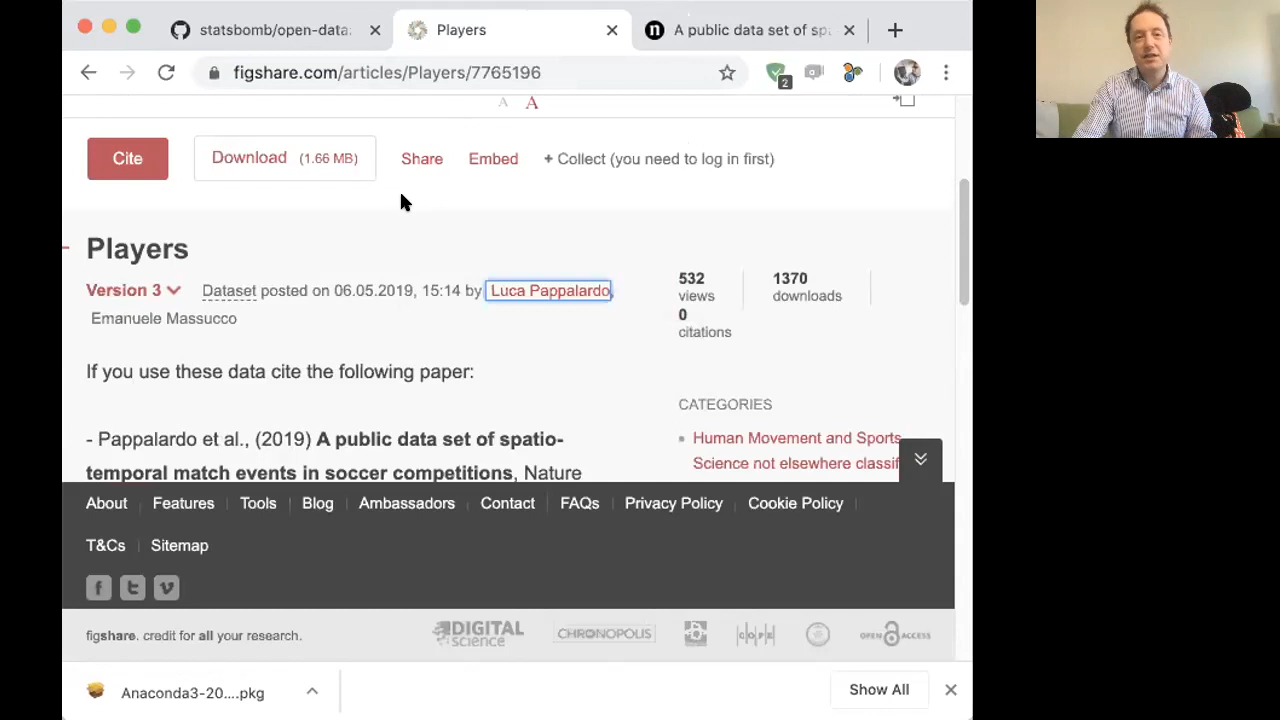 statsbomb/open-data:
Players
A public data set of sp
figshare.com/articles/Players/7765196
2
A A
Cite
Download (1.66 MB)
Share
Embed
+ Collect (you need to log in first)
Players
Version 3
Dataset posted on 06.05.2019, 15:14 by Luca Pappalardo,
Emanuele Massucco
532
views
1370
downloads
0
citations
If you use these data cite the following paper:
- Pappalardo et al., (2019) A public data set of spatio-
temporal match events in soccer competitions, Nature
CATEGORIES
Human Movement and Sports
Science not elsewhere classif
About Features Tools Blog Ambassadors Contact FAQs Privacy Policy Cookie Policy
T&Cs Sitemap
figshare. credit for all your research.
DIGITAL
science
CHRONOPOLIS
COPE
OPEN ACCESS
Anaconda3-20....pkg
Show All